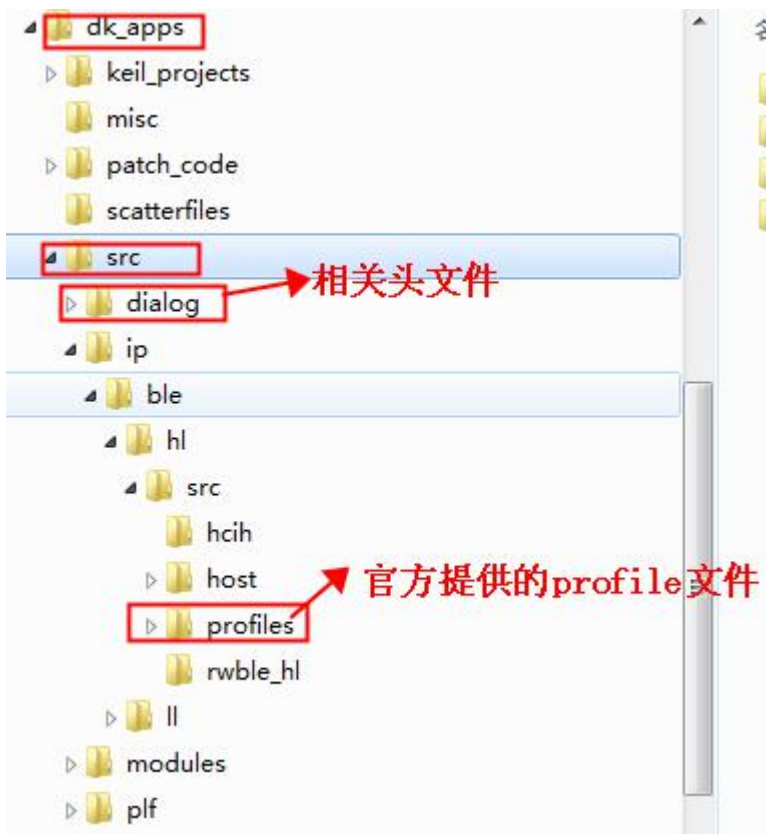 dk_apps
keil_projects
misc
patch_code
scatterfiles
src
相关头文件
dialog
ip
ble
hl
src
hcih
host
官方提供的profile文件
profiles
rwble_hl
ll
modules
plf